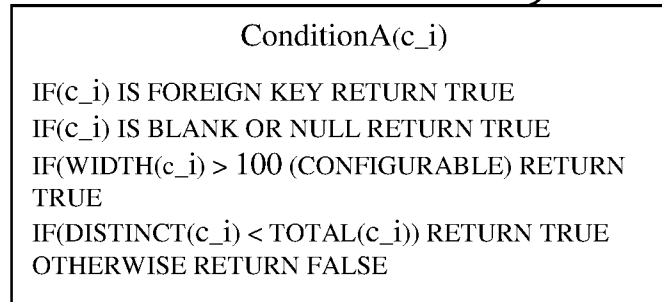 ConditionA(c_i)
IF(c_i) IS FOREIGN KEY RETURN TRUE
IF(c_i) IS BLANK OR NULL RETURN TRUE
IF(WIDTH(c_i) > 100 (CONFIGURABLE) RETURN
TRUE
IF(DISTINCT(c_i) < TOTAL(c_i)) RETURN TRUE
OTHERWISE RETURN FALSE